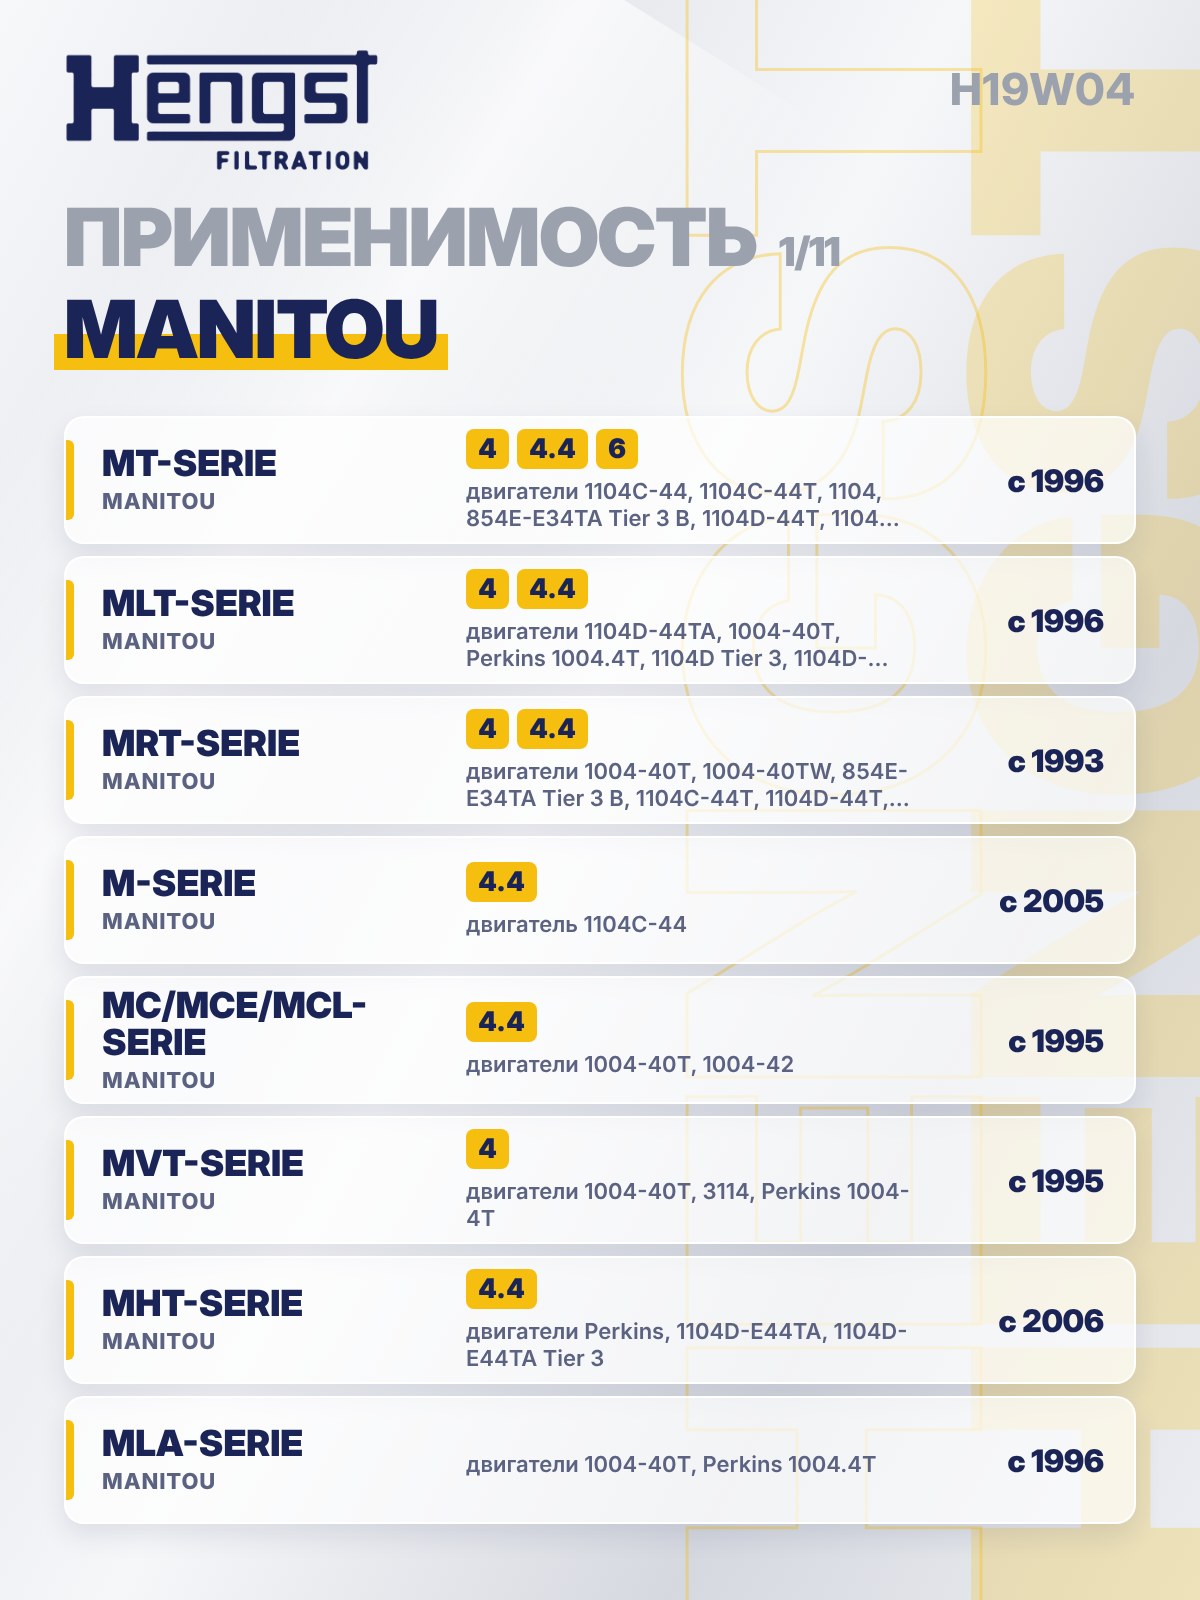 Hengst
FILTRATION
H19W04
ПРИМЕНИМОСТЬ 1/11
MANITOU
MT-SERIE
MANITOU
4 4.4 6
двигатели 1104C-44, 1104C-44T, 1104,
854E-E34TA Tier 3 B, 1104D-44T, 1104...
с 1996
MLT-SERIE
MANITOU
4 4.4
двигатели 1104D-44TA, 1004-40T,
Perkins 1004.4T, 1104D Tier 3, 1104D-...
с 1996
MRT-SERIE
MANITOU
4 4.4
двигатели 1004-40T, 1004-40TW, 854E-
E34TA Tier 3 B, 1104C-44T, 1104D-44T,...
с 1993
M-SERIE
MANITOU
4.4
двигатель 1104C-44
с 2005
MC/MCE/MCL-
SERIE
MANITOU
4.4
двигатели 1004-40T, 1004-42
с 1995
MVT-SERIE
MANITOU
4
двигатели 1004-40T, 3114, Perkins 1004-
4T
с 1995
MHT-SERIE
MANITOU
4.4
двигатели Perkins, 1104D-E44TA, 1104D-
E44TA Tier 3
с 2006
MLA-SERIE
MANITOU
двигатели 1004-40T, Perkins 1004.4T
с 1996
HENGST
HENGST